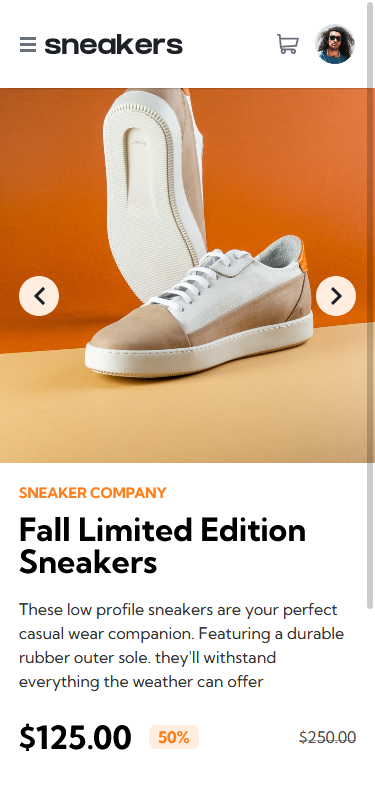 sneakers
SNEAKER COMPANY
Fall Limited Edition
Sneakers
These low profile sneakers are your perfect
casual wear companion. Featuring a durable
rubber outer sole. they'll withstand
everything the weather can offer
$125.00 50% $250.00